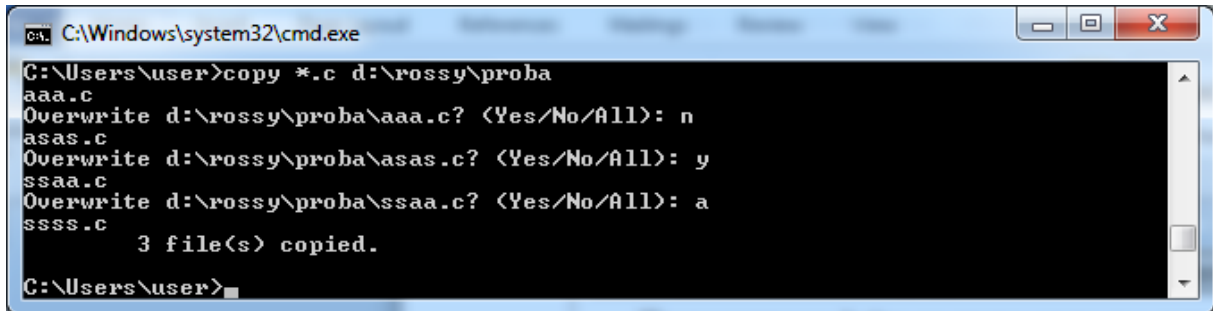 C:\Windows\system32\cmd.exe
C:\Users\user>copy *.c d:\rossy\proba
aaa.c
Overwrite d:\rossy\proba\aaa.c? (Yes/No/All): n
asas.c
Overwrite d:\rossy\proba\asas.c? (Yes/No/All): y
ssaa.c
Overwrite d:\rossy\proba\ssaa.c? (Yes/No/All): a
ssss.c
        3 file(s) copied.
C:\Users\user>